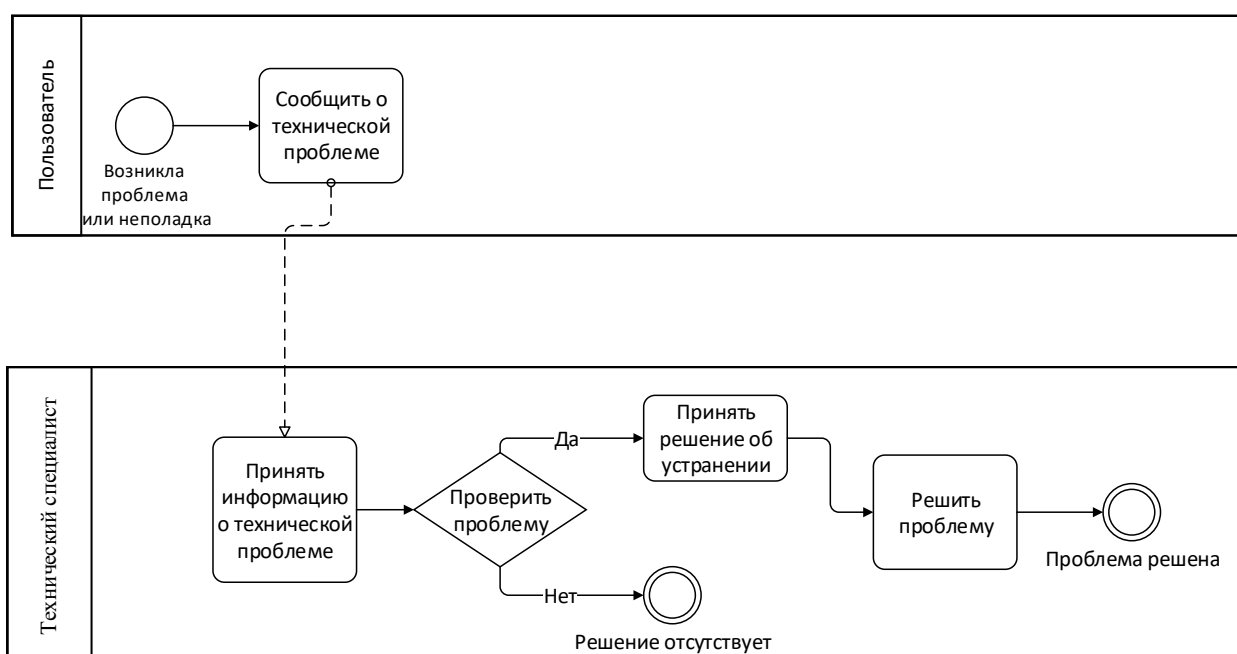 Пользователь
Возникла
проблема
или неполадка
Сообщить о
технической
проблеме
Технический специалист
Принять
информацию
о технической
проблеме
Проверить
проблему
Да
Нет
Принять
решение об
устранении
Решение отсутствует
Решить
проблему
Проблема решена